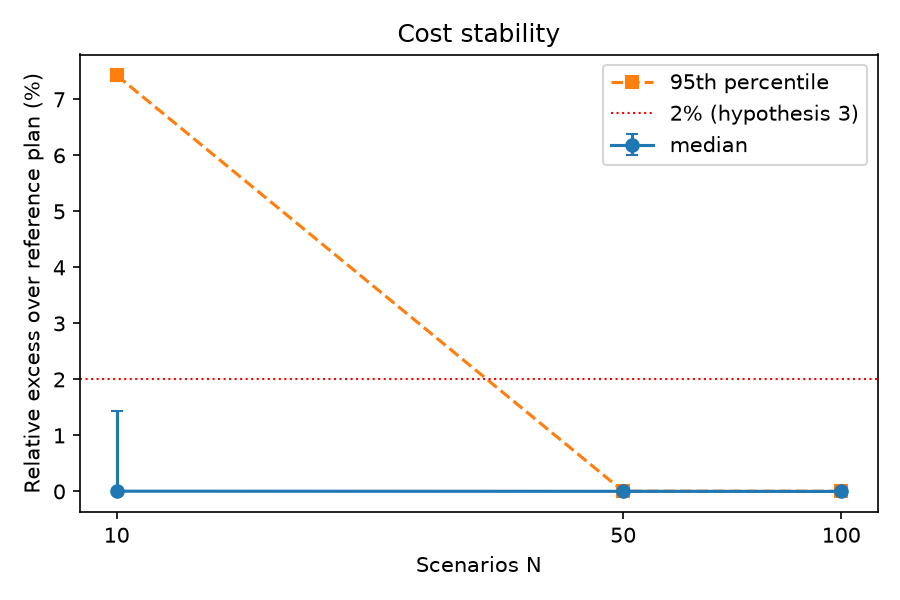 Cost stability
Relative excess over reference plan (%)
7
6
5
4
3
2
1
0
95th percentile
2% (hypothesis 3)
median
10
50
100
Scenarios N